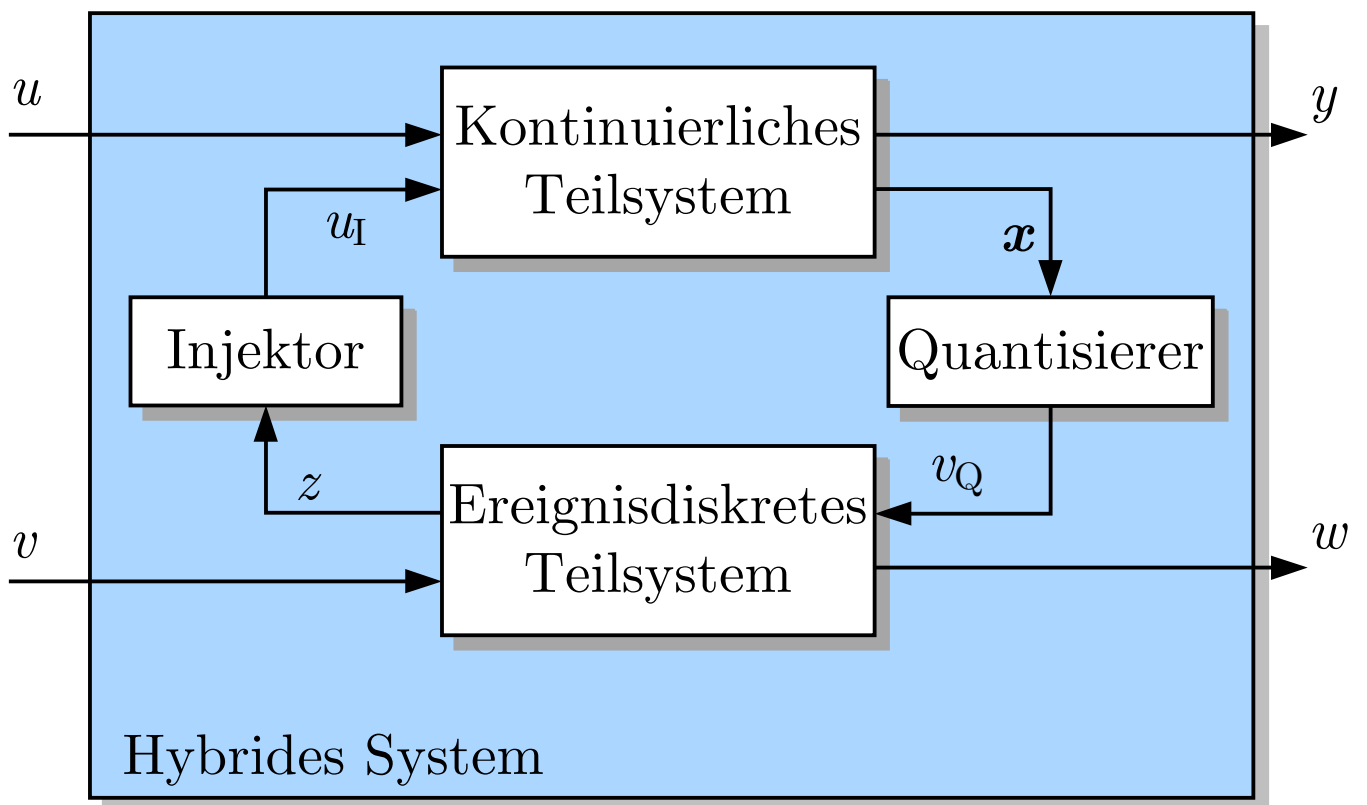 u
y
Kontinuierliches
Teilsystem
u_I
x
Injektor
Quantisierer
z
v_Q
Ereignisdiskretes
Teilsystem
v
w
Hybrides System